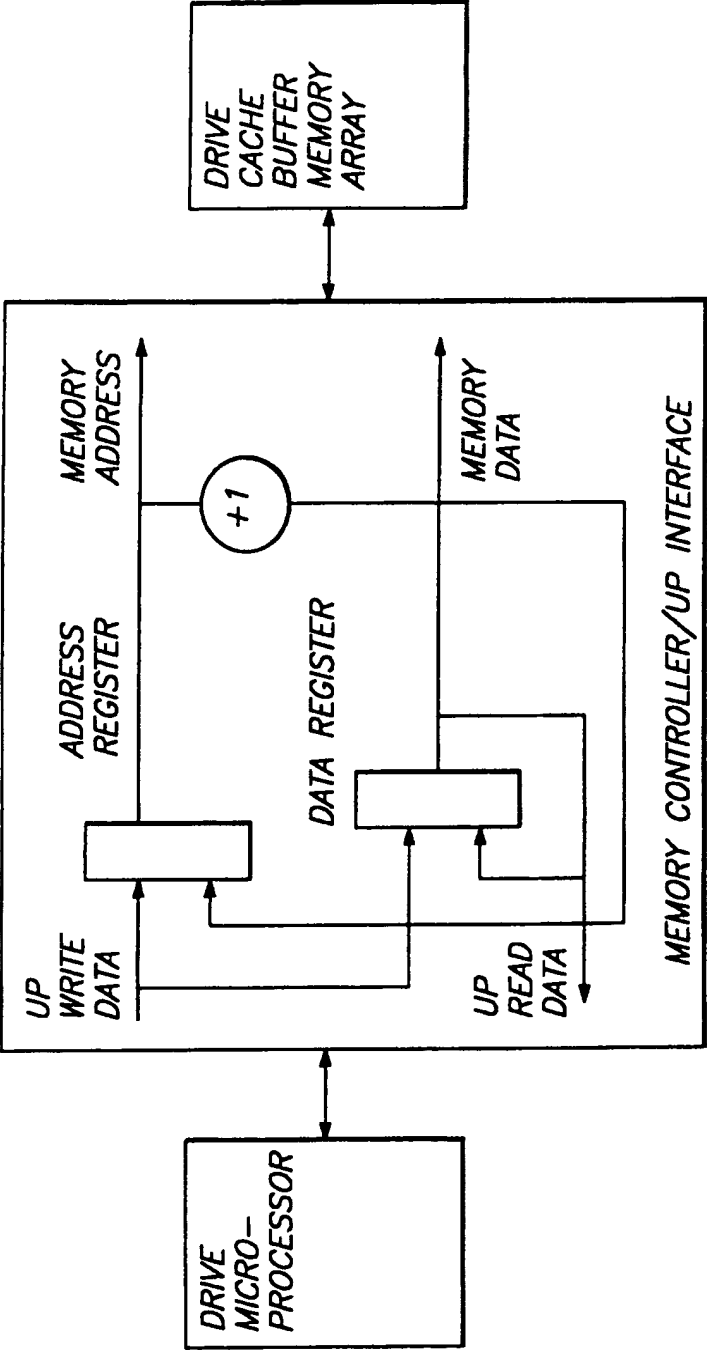 DRIVE
MICRO-
PROCESSOR
UP
WRITE
DATA
ADDRESS
REGISTER
MEMORY
ADDRESS
+1
DATA REGISTER
MEMORY
DATA
UP
READ
DATA
MEMORY CONTROLLER/UP INTERFACE
DRIVE
CACHE
BUFFER
MEMORY
ARRAY